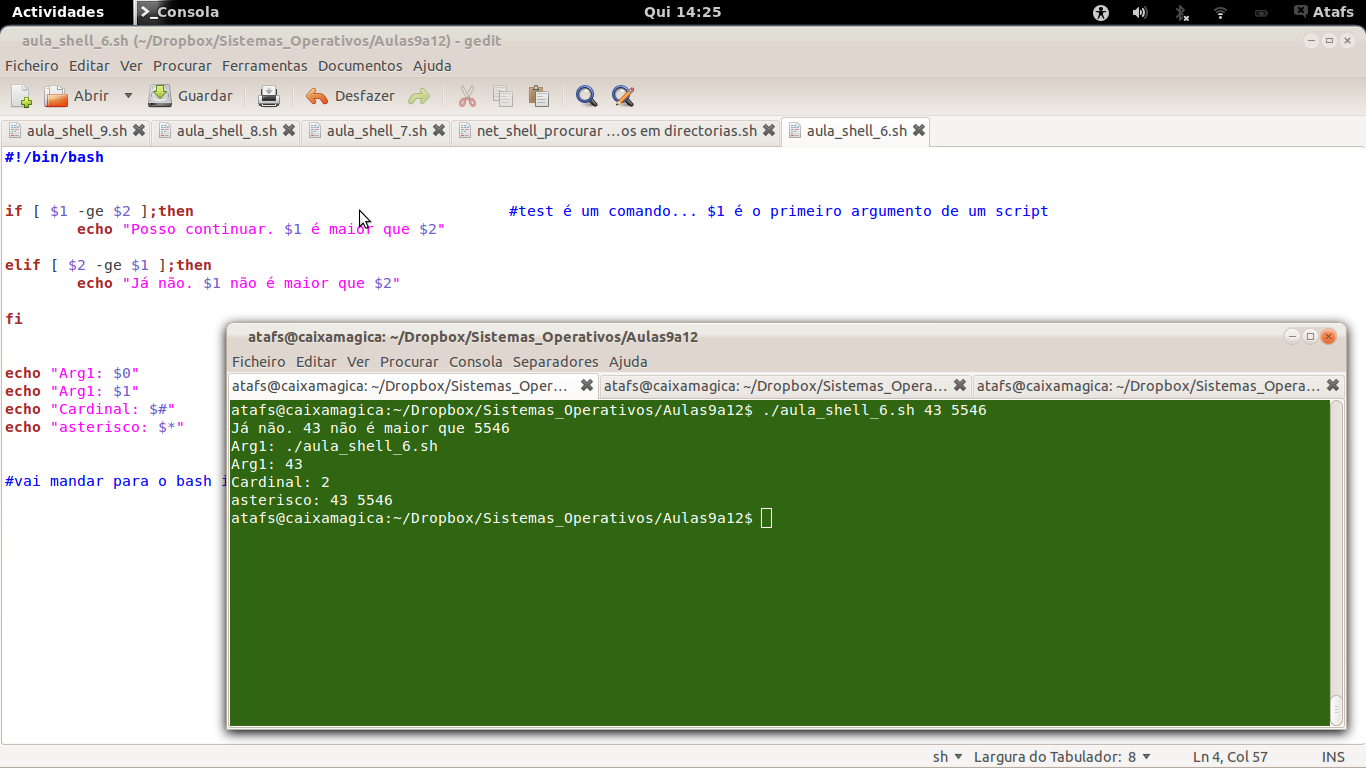 Actividades
Consola
Qui 14:25
Atafs
aula_shell_6.sh (~/Dropbox/Sistemas_Operativos/Aulas9a12) - gedit
Ficheiro Editar Ver Procurar Ferramentas Documentos Ajuda
Abrir Guardar Desfazer
aula_shell_9.sh aula_shell_8.sh aula_shell_7.sh net_shell_procurar ...os em directorias.sh aula_shell_6.sh
#!/bin/bash
if [ $1 -ge $2 ];then #test é um comando... $1 é o primeiro argumento de um script
echo "Posso continuar. $1 é maior que $2"
elif [ $2 -ge $1 ];then
echo "Já não. $1 não é maior que $2"
fi
echo "Arg1: $0"
echo "Arg1: $1"
echo "Cardinal: $#"
echo "asterisco: $*"
#vai mandar para o bash
atafs@caixamagica: ~/Dropbox/Sistemas_Operativos/Aulas9a12
Ficheiro Editar Ver Procurar Consola Separadores Ajuda
atafs@caixamagica: ~/Dropbox/Sistemas_Oper... atafs@caixamagica: ~/Dropbox/Sistemas_Opera... atafs@caixamagica: ~/Dropbox/Sistemas_Opera...
atafs@caixamagica:~/Dropbox/Sistemas_Operativos/Aulas9a12$ ./aula_shell_6.sh 43 5546
Já não. 43 não é maior que 5546
Arg1: ./aula_shell_6.sh
Arg1: 43
Cardinal: 2
asterisco: 43 5546
atafs@caixamagica:~/Dropbox/Sistemas_Operativos/Aulas9a12$
sh Largura do Tabulador: 8 Ln 4, Col 57 INS